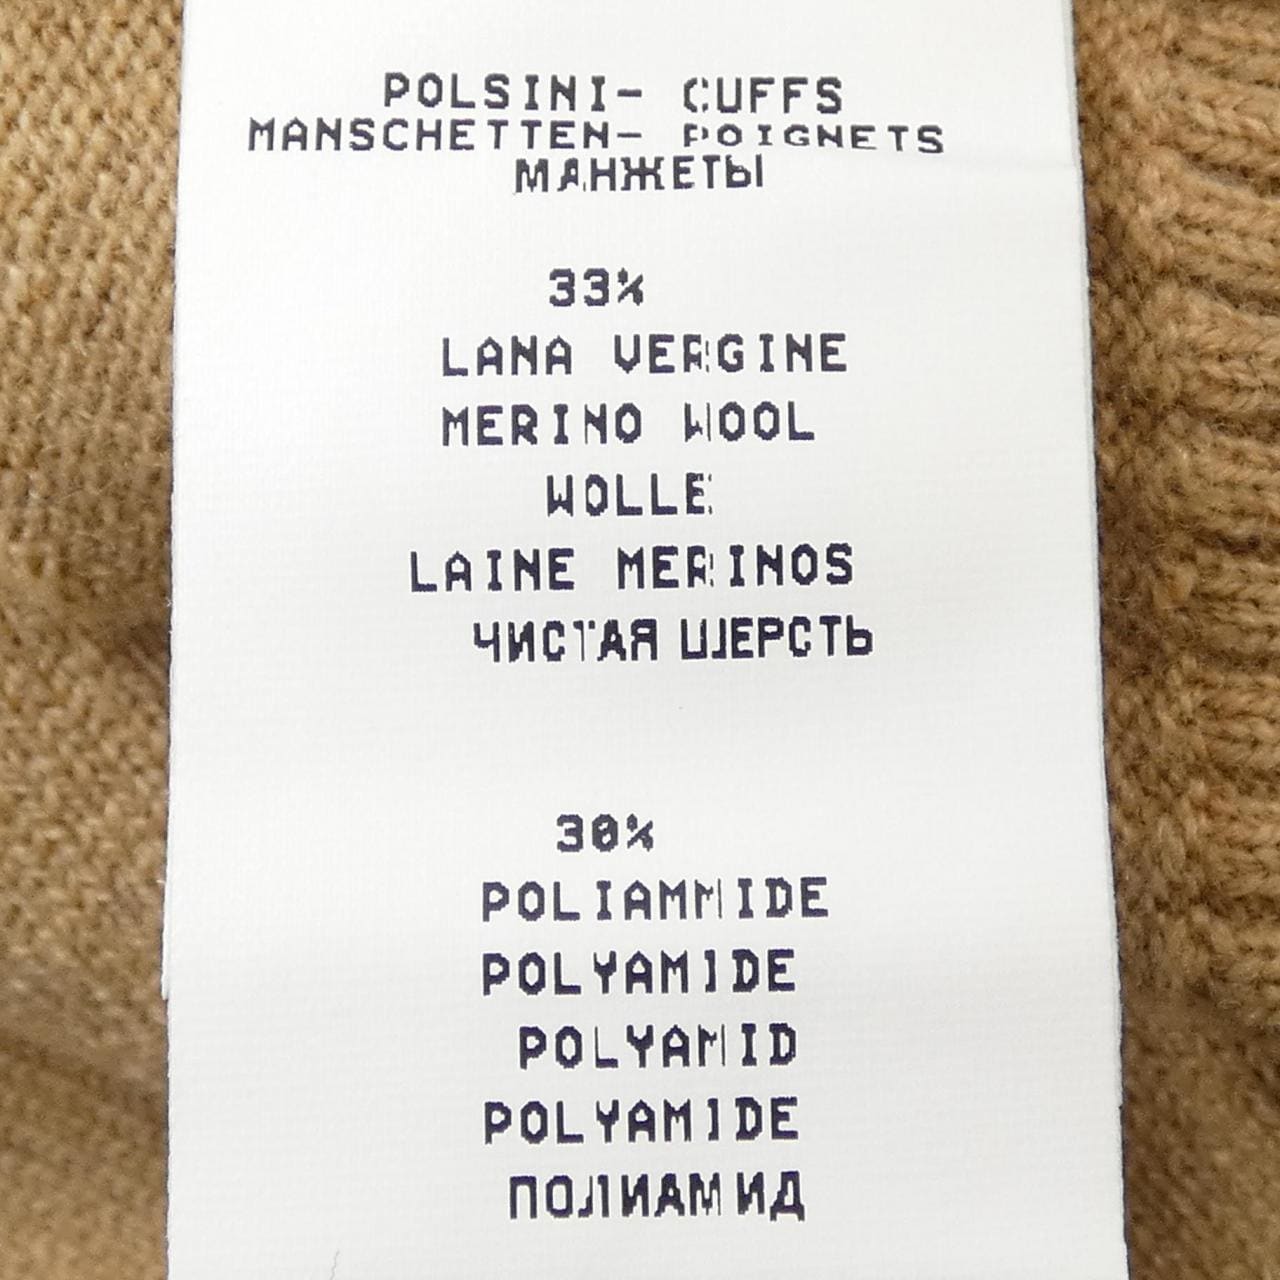 POLSINI- CUFFS
MANSCHETTEN- POIGNETS
МАНЖЕТЫ
33%
LANA VERGINE
MERINO WOOL
WOLLE
LAINE MERINOS
ЧИСТАЯ ШЕРСТЬ
30%
POLIAMMIDE
POLYAMIDE
POLYAMID
POLYAMIDE
ПОЛИАМИД